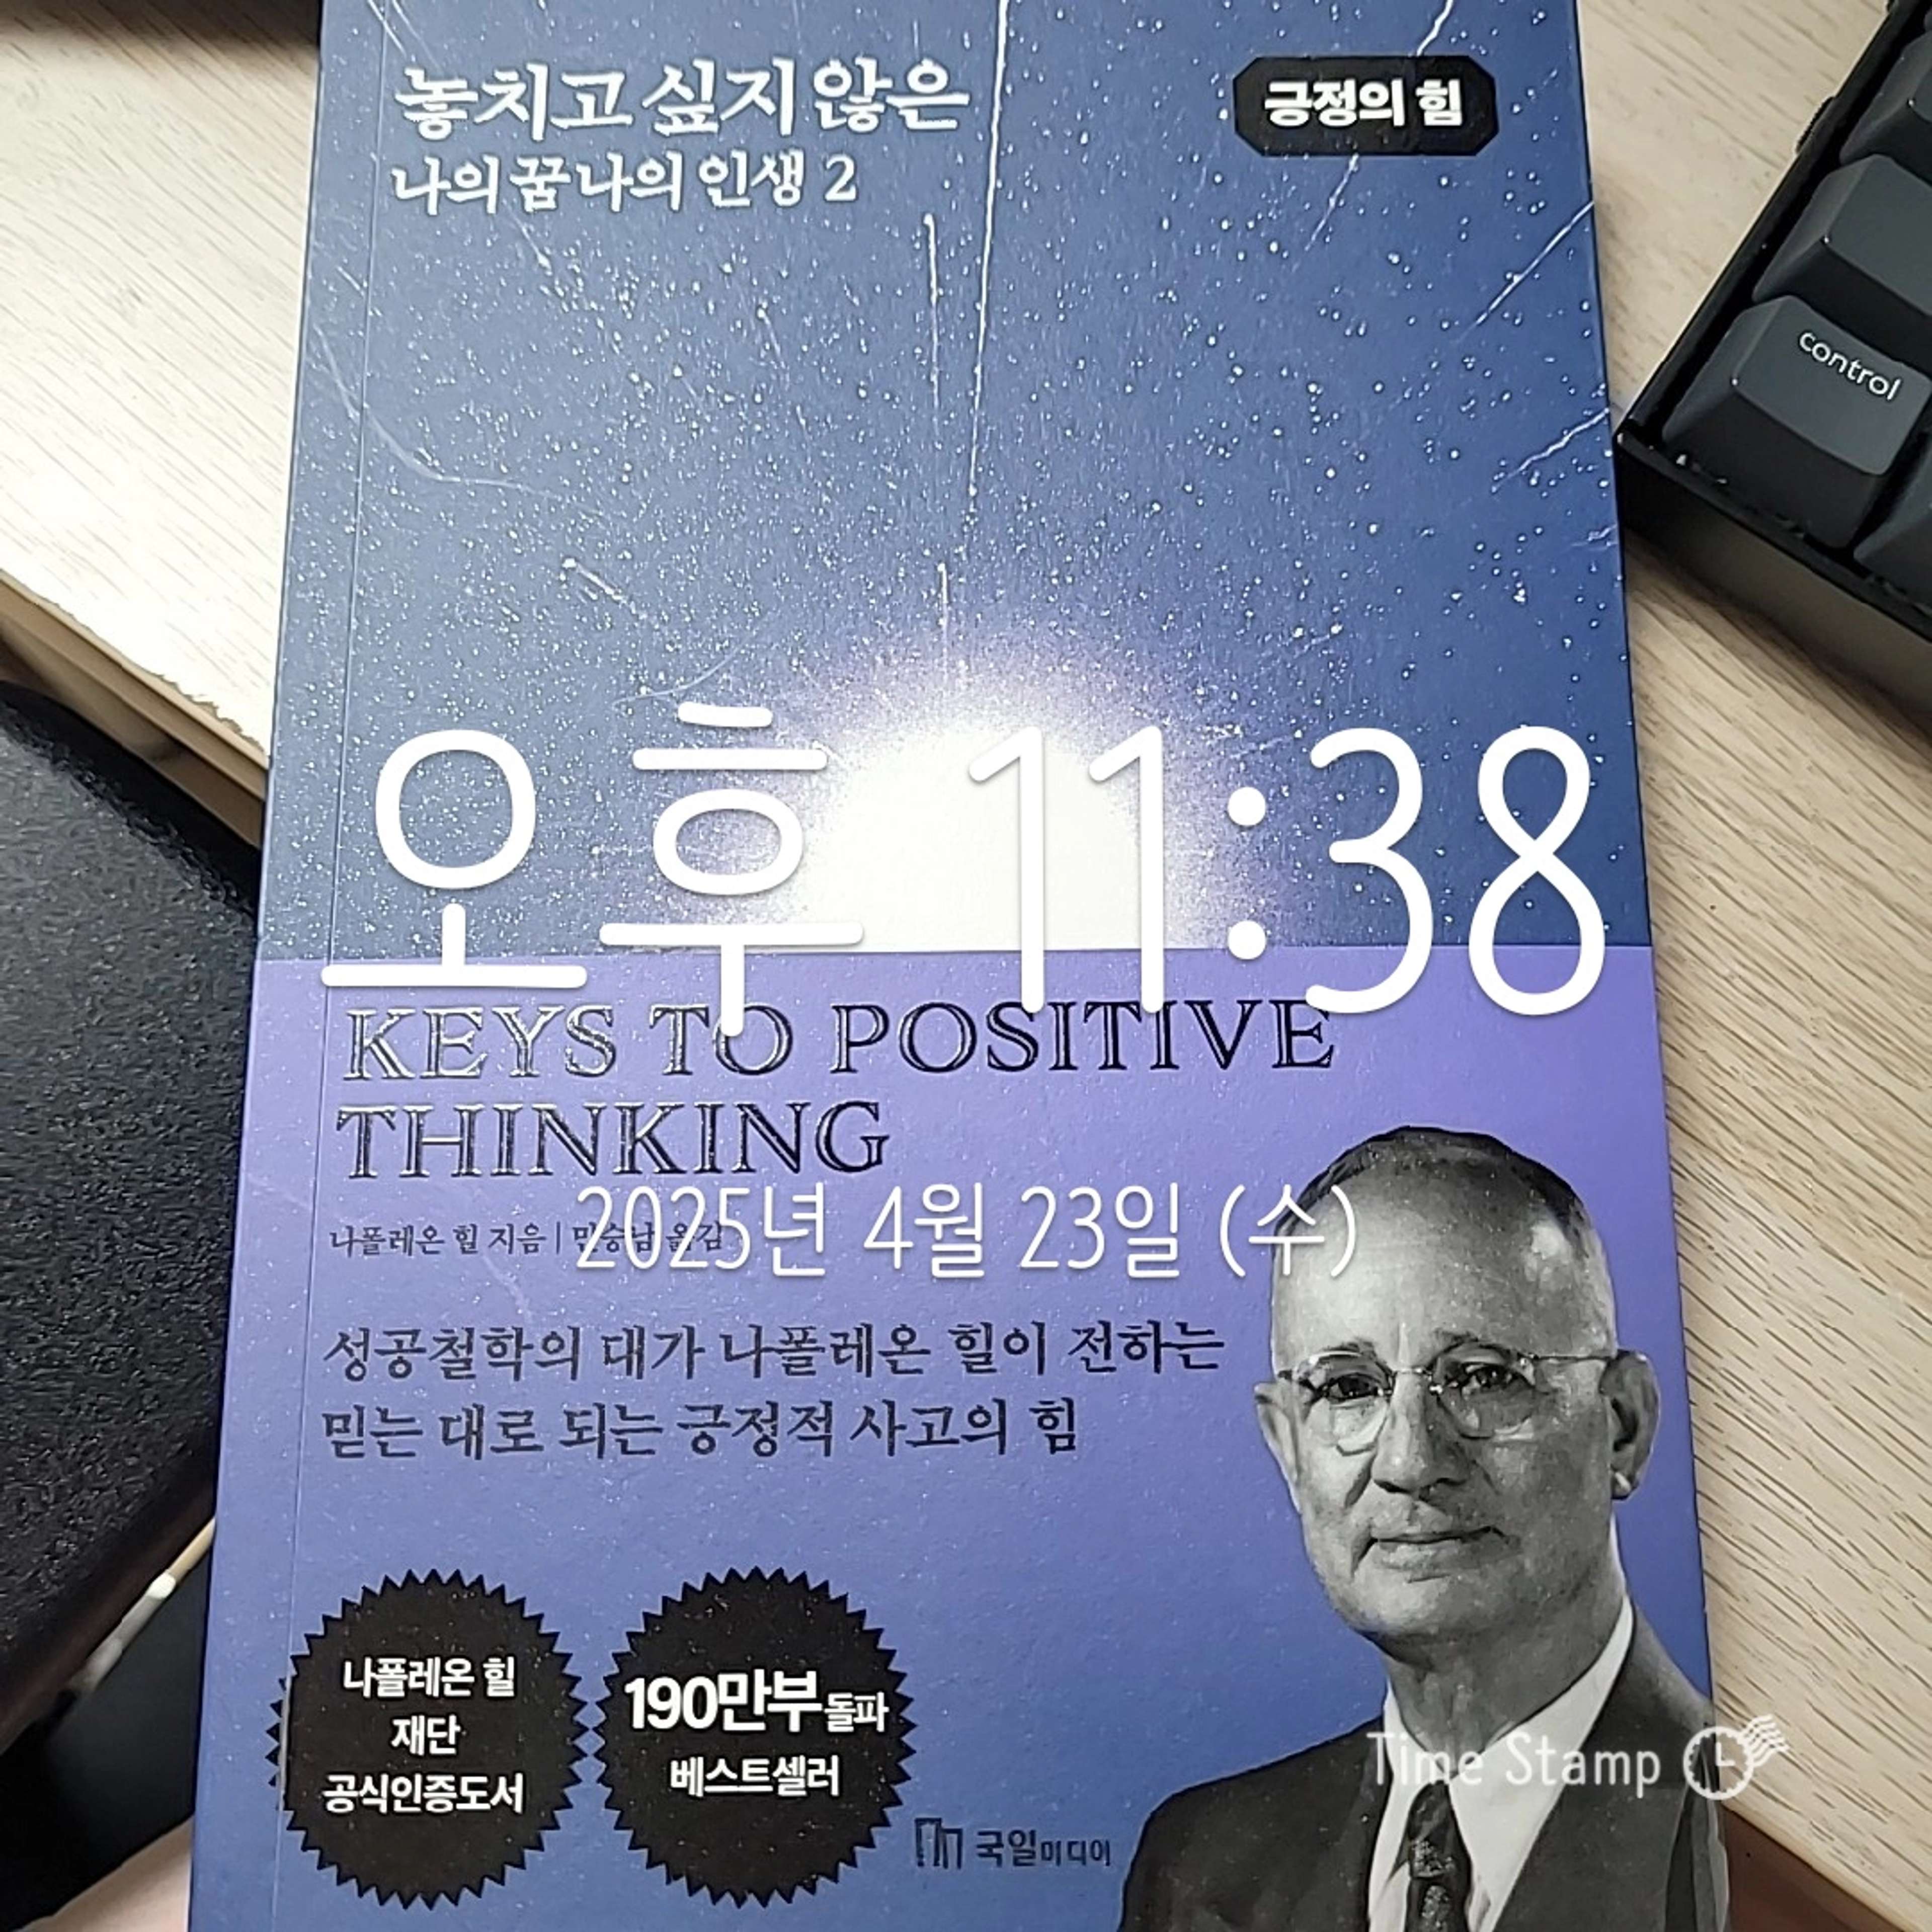 놓치고 싶지 않은
나의 꿈 나의 인생 2
긍정의 힘
control
오후 11:38
KEYS TO POSITIVE
THINKING
2025년 4월 23일 (수)
나폴레온 힐 지음 | 민승남 옮김
성공철학의 대가 나폴레온 힐이 전하는
믿는 대로 되는 긍정적 사고의 힘
나폴레온 힐
재단
공식인증도서
190만부돌파
베스트셀러
Time Stamp
국일미디어